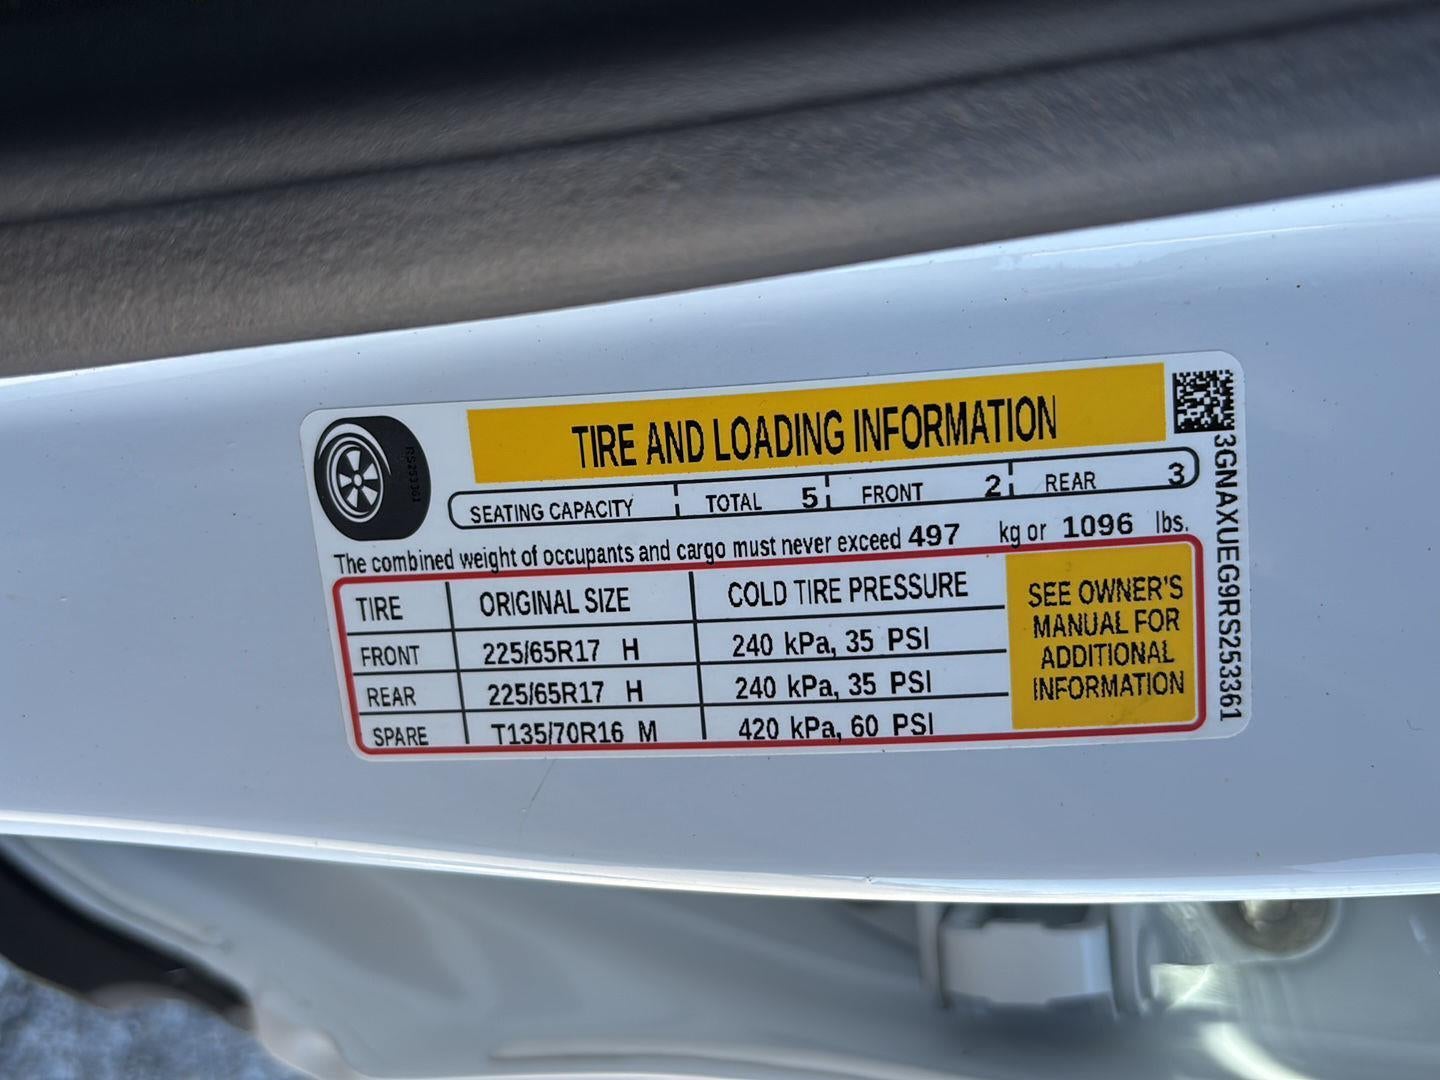 TIRE AND LOADING INFORMATION
SEATING CAPACITY TOTAL 5 FRONT 2 REAR 3
The combined weight of occupants and cargo must never exceed 497 kg or 1096 lbs.
TIRE ORIGINAL SIZE COLD TIRE PRESSURE
FRONT 225/65R17 H 240 kPa, 35 PSI
REAR 225/65R17 H 240 kPa, 35 PSI
SPARE T135/70R16 M 420 kPa, 60 PSI
SEE OWNER'S
MANUAL FOR
ADDITIONAL
INFORMATION
3GNAXUEG9RS253361
RS253361